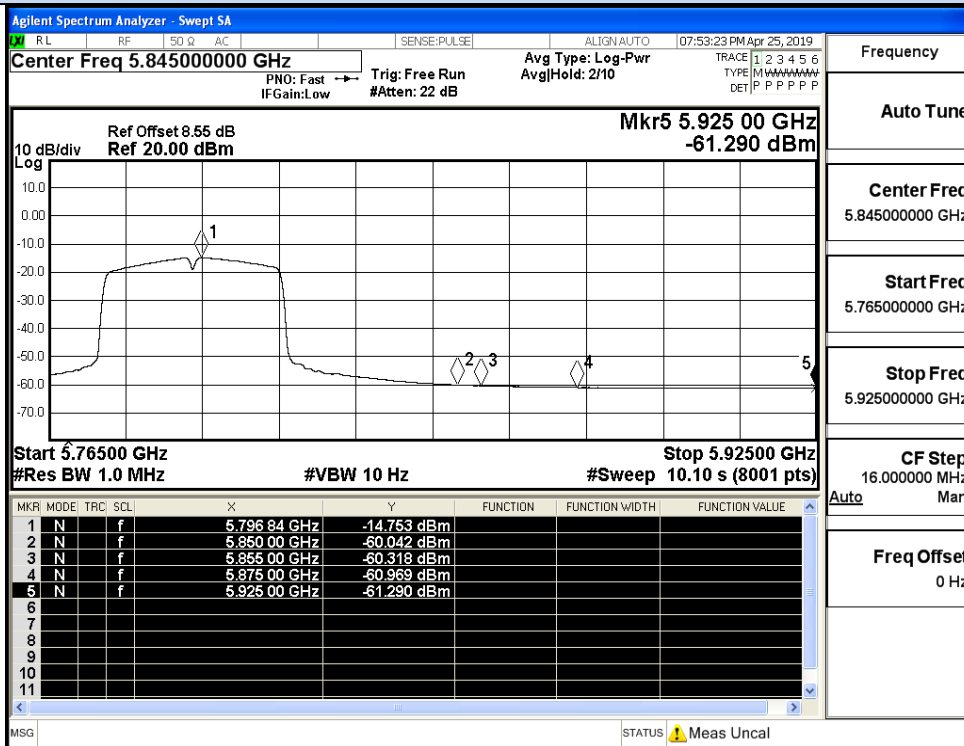 Agilent Spectrum Analyzer - Swept SA
LXI RL RF 50 Ω AC SENSE:PULSE ALIGN AUTO 07:53:23 PM Apr 25, 2019
Center Freq 5.845000000 GHz
PNO: Fast
IFGain:Low
Trig: Free Run
#Atten: 22 dB
Avg Type: Log-Pwr
Avg|Hold: 2/10
TRACE 1 2 3 4 5 6
TYPE M WWWWW
DET P P P P P P
Mkr5 5.925 00 GHz
-61.290 dBm
Ref Offset 8.55 dB
10 dB/div Ref 20.00 dBm
Log
10.0
0.00
-10.0
-20.0
-30.0
-40.0
-50.0
-60.0
-70.0
1
2
3
4
5
Start 5.76500 GHz Stop 5.92500 GHz
#Res BW 1.0 MHz #VBW 10 Hz #Sweep 10.10 s (8001 pts)
MKR MODE TRC SCL X Y FUNCTION FUNCTION WIDTH FUNCTION VALUE
1 N f 5.796 84 GHz -14.753 dBm
2 N f 5.850 00 GHz -60.042 dBm
3 N f 5.855 00 GHz -60.318 dBm
4 N f 5.875 00 GHz -60.969 dBm
5 N f 5.925 00 GHz -61.290 dBm
6
7
8
9
10
11
MSG STATUS Meas Uncal
Frequency
Auto Tune
Center Freq
5.845000000 GHz
Start Freq
5.765000000 GHz
Stop Freq
5.925000000 GHz
CF Step
16.000000 MHz
Auto Man
Freq Offset
0 Hz